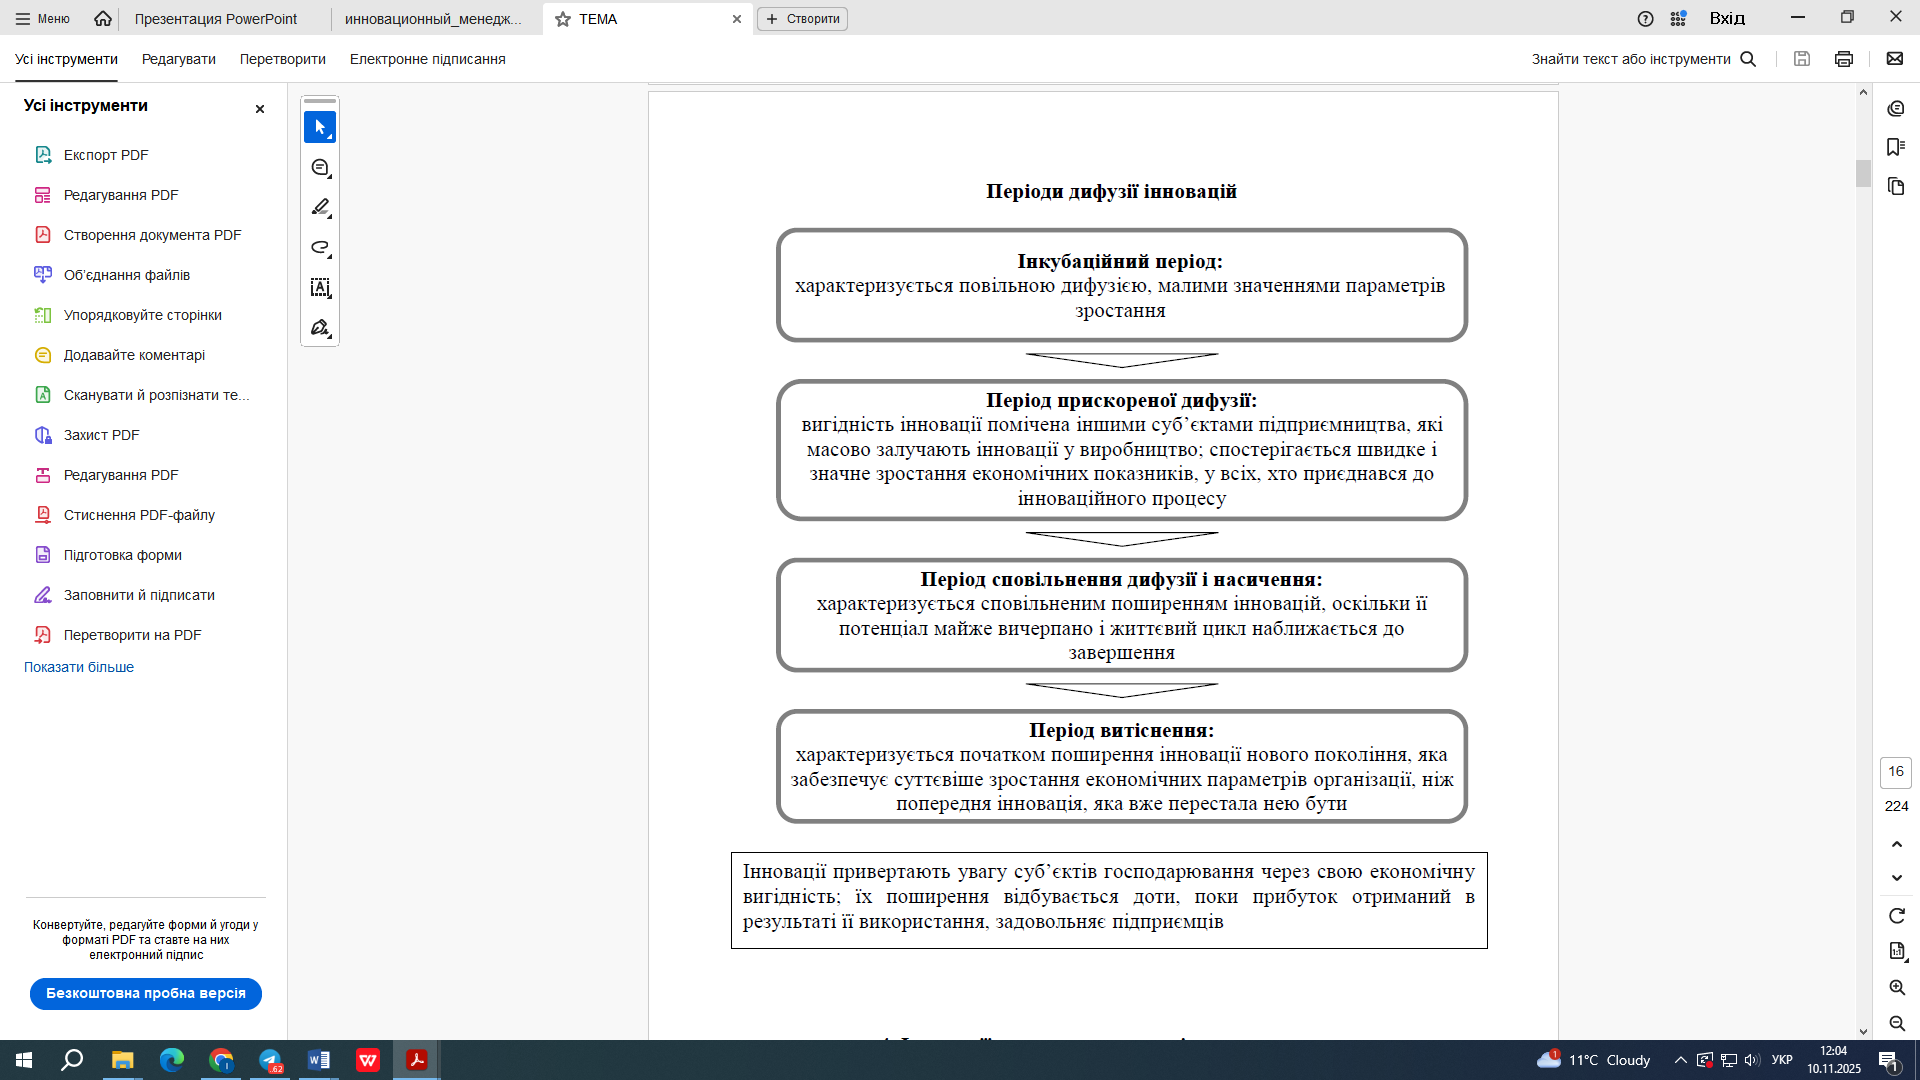 Меню
Презентация PowerPoint
инновационный_менедж...
ТЕМА
Створити
Вхід
Усі інструменти
Редагувати
Перетворити
Електронне підписання
Знайти текст або інструменти
Усі інструменти
Експорт PDF
Редагування PDF
Створення документа PDF
Об'єднання файлів
Упорядковуйте сторінки
Додавайте коментарі
Сканувати й розпізнати те...
Захист PDF
Редагування PDF
Стиснення PDF-файлу
Підготовка форми
Заповнити й підписати
Перетворити на PDF
Показати більше
Конвертуйте, редагуйте форми й угоди у
форматі PDF та ставте на них
електронний підпис
Безкоштовна пробна версія
Періоди дифузії інновацій
Інкубаційний період:
характеризується повільною дифузією, малими значеннями параметрів
зростання
Період прискореної дифузії:
вигідність інновації помічена іншими суб’єктами підприємництва, які
масово залучають інновації у виробництво; спостерігається швидке і
значне зростання економічних показників, у всіх, хто приєднався до
інноваційного процесу
Період сповільнення дифузії і насичення:
характеризується сповільненим поширенням інновацій, оскільки її
потенціал майже вичерпано і життєвий цикл наближається до
завершення
Період витіснення:
характеризується початком поширення інновації нового покоління, яка
забезпечує суттєвіше зростання економічних параметрів організації, ніж
попередня інновація, яка вже перестала нею бути
Інновації привертають увагу суб’єктів господарювання через свою економічну
вигідність; їх поширення відбувається доти, поки прибуток отриманий в
результаті її використання, задовольняє підприємців
16
224
1:1
.62
1
11°C Cloudy
УКР
12:04
10.11.2025
1